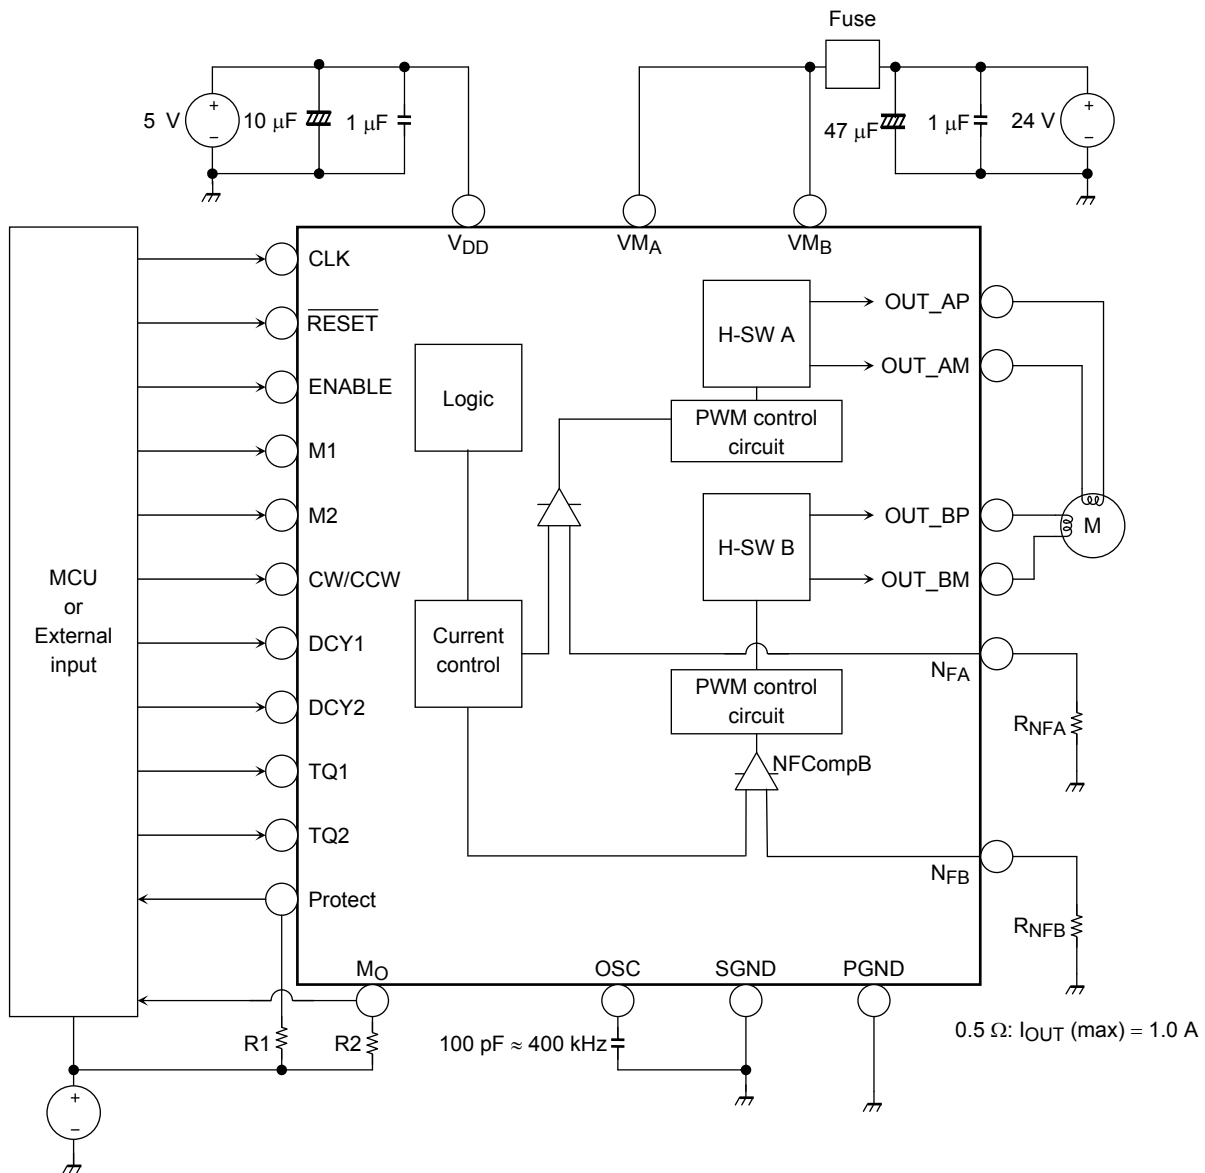 Fuse
5 V
10 μF
1 μF
47 μF
1 μF
24 V
+
−
+
−
VDD
VMA
VMB
MCU
or
External
input
CLK
RESET
ENABLE
M1
M2
CW/CCW
DCY1
DCY2
TQ1
TQ2
Protect
Logic
Current
control
H-SW A
PWM control
circuit
H-SW B
PWM control
circuit
NFCompB
OUT_AP
OUT_AM
OUT_BP
OUT_BM
M
NFA
RNFA
NFB
RNFB
MO
OSC
SGND
PGND
R1
R2
100 pF ≈ 400 kHz
0.5 Ω: IOUT (max) = 1.0 A
+
−